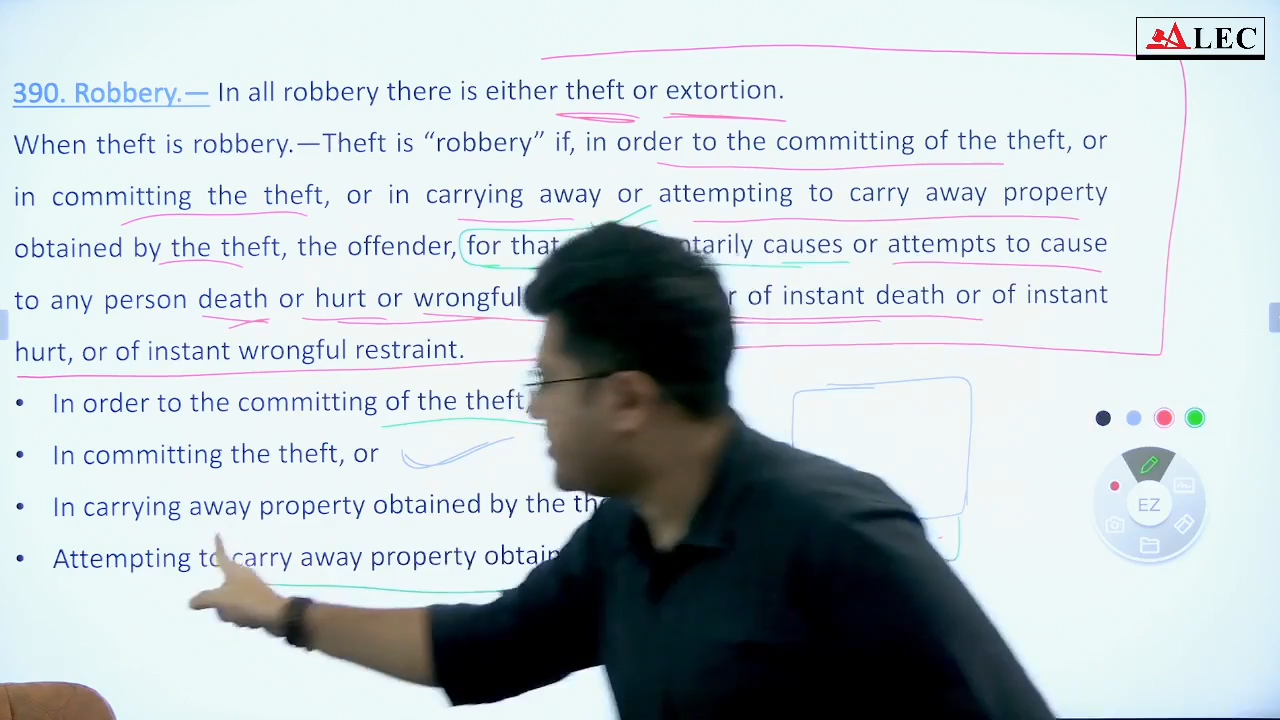 ALEC
390. Robbery.— In all robbery there is either theft or extortion.
When theft is robbery.—Theft is “robbery” if, in order to the committing of the theft, or
in committing the theft, or in carrying away or attempting to carry away property
obtained by the theft, the offender, for that causes or attempts to cause
to any person death or hurt or wrongful of instant death or of instant
hurt, or of instant wrongful restraint.
• In order to the committing of the theft,
• In committing the theft, or
• In carrying away property obtained by the
• Attempting to carry away property
EZ